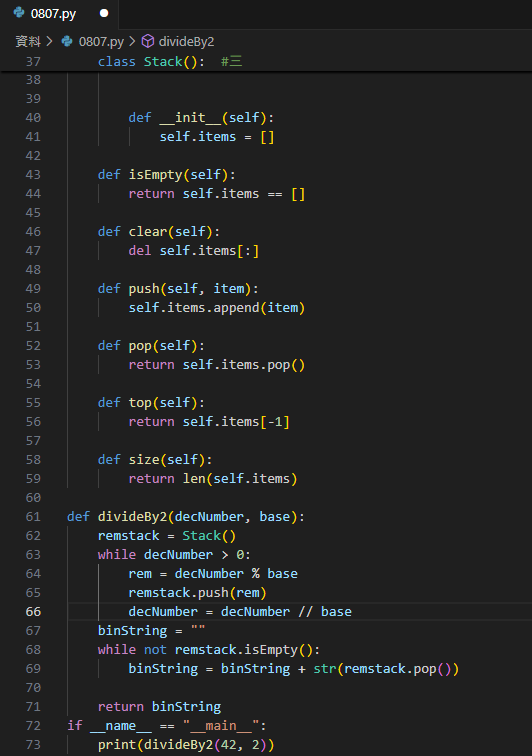 0807.py
資料 > 0807.py > divideBy2
37 class Stack():  #三
38
39
40 def __init__(self):
41 self.items = []
42
43 def isEmpty(self):
44 return self.items == []
45
46 def clear(self):
47 del self.items[:]
48
49 def push(self, item):
50 self.items.append(item)
51
52 def pop(self):
53 return self.items.pop()
54
55 def top(self):
56 return self.items[-1]
57
58 def size(self):
59 return len(self.items)
60
61 def divideBy2(decNumber, base):
62 remstack = Stack()
63 while decNumber > 0:
64 rem = decNumber % base
65 remstack.push(rem)
66 decNumber = decNumber // base
67 binString = ""
68 while not remstack.isEmpty():
69 binString = binString + str(remstack.pop())
70
71 return binString
72 if __name__ == "__main__":
73 print(divideBy2(42, 2))